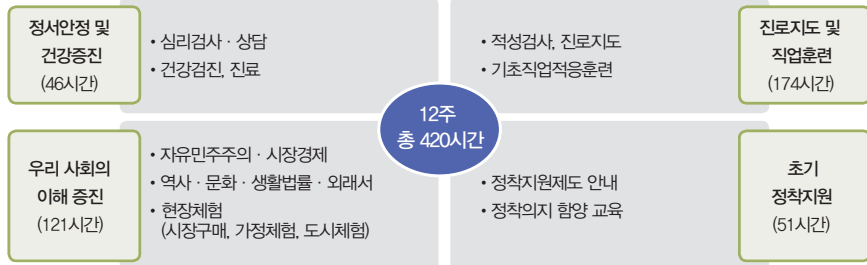 정서안정 및
건강증진
(46시간)
• 심리검사 · 상담
• 건강검진, 진료
• 적성검사, 진로지도
• 기초직업적응훈련
진로지도 및
직업훈련
(174시간)
12주
총 420시간
우리 사회의
이해 증진
(121시간)
• 자유민주주의 · 시장경제
• 역사 · 문화 · 생활법률 · 외래서
• 현장체험
(시장구매, 가정체험, 도시체험)
• 정착지원제도 안내
• 정착의지 함양 교육
초기
정착지원
(51시간)